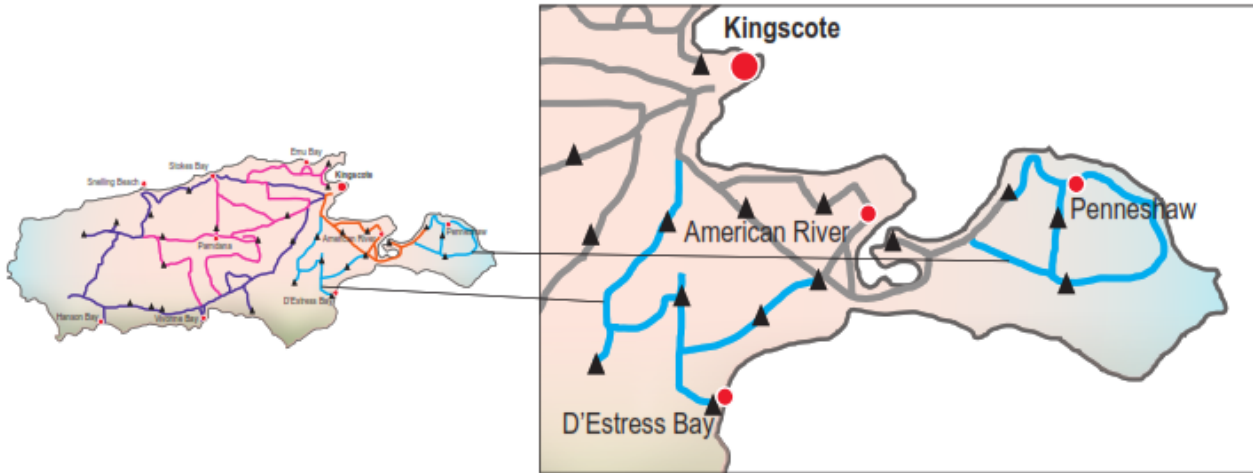 Emu Bay
Stokes Bay
Snelling Beach
Kingscote
Parndana
American River
Penneshaw
D'Estress Bay
Hanson Bay
Vivonne Bay
Kingscote
Penneshaw
American River
D'Estress Bay